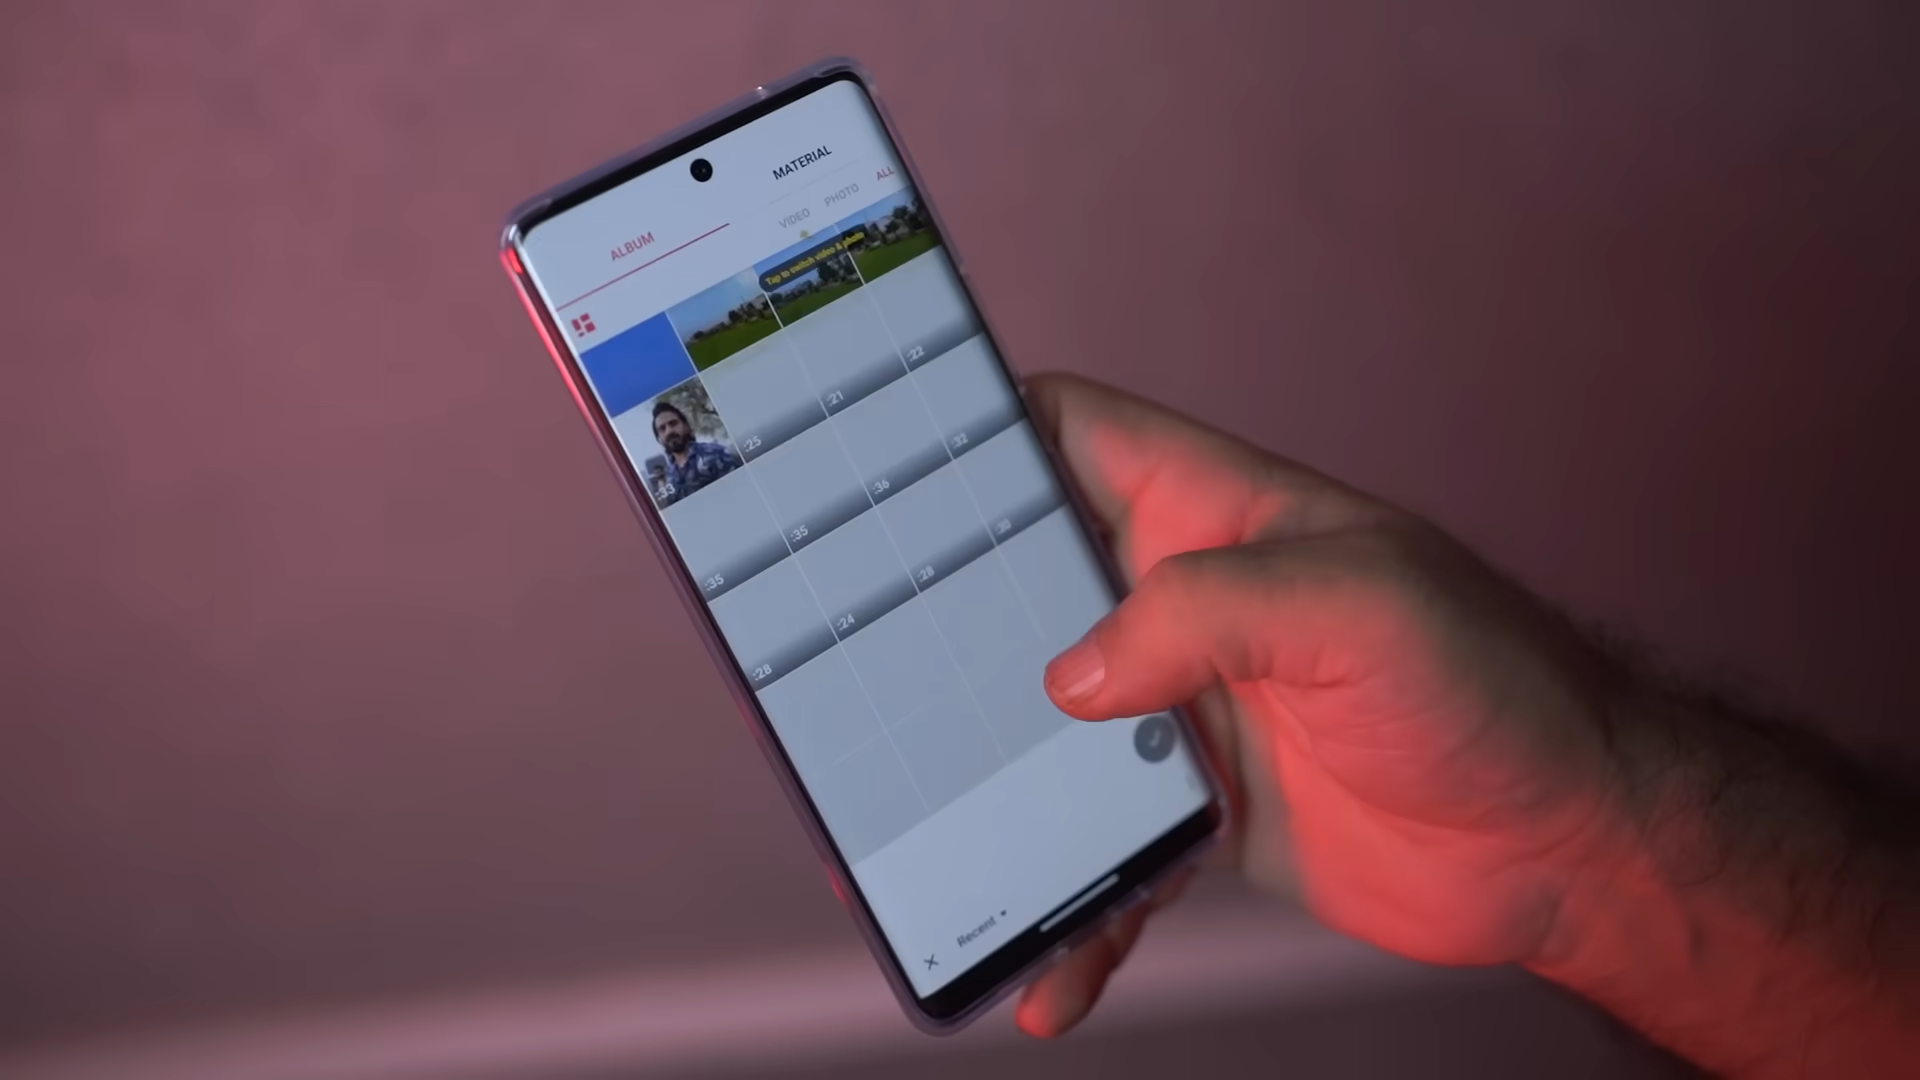 ALBUM
MATERIAL
VIDEO
PHOTO
ALL
Tap to switch video & photo
:33
:25
:21
:22
:35
:35
:36
:32
:28
:24
:28
:30
Recent